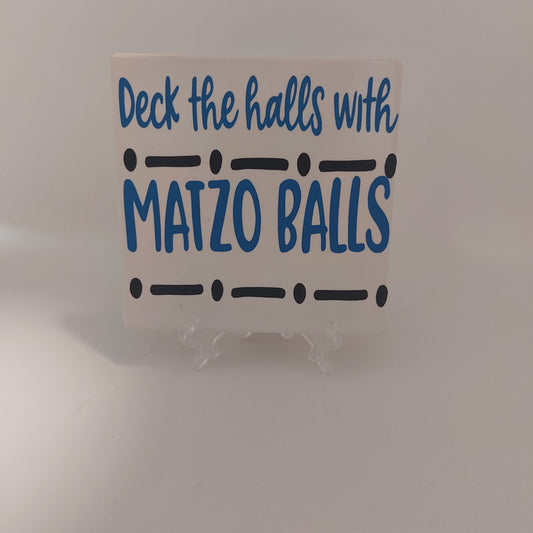 Deck the halls with
MATZO BALLS